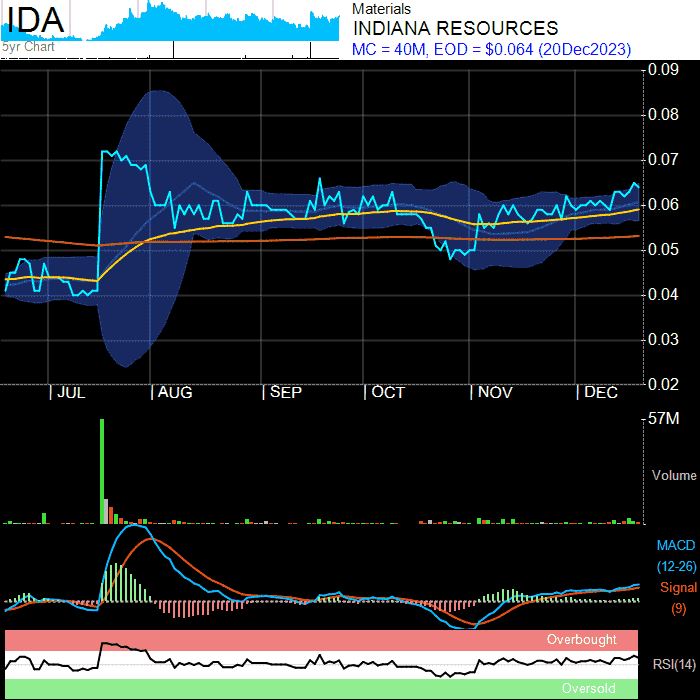 IDA
5yr Chart
Materials
INDIANA RESOURCES
MC = 40M, EOD = $0.064 (20Dec2023)
0.09
0.08
0.07
0.06
0.05
0.04
0.03
0.02
JUL AUG SEP OCT NOV DEC
57M
Volume
MACD
(12-26)
Signal
(9)
Overbought
RSI(14)
Oversold